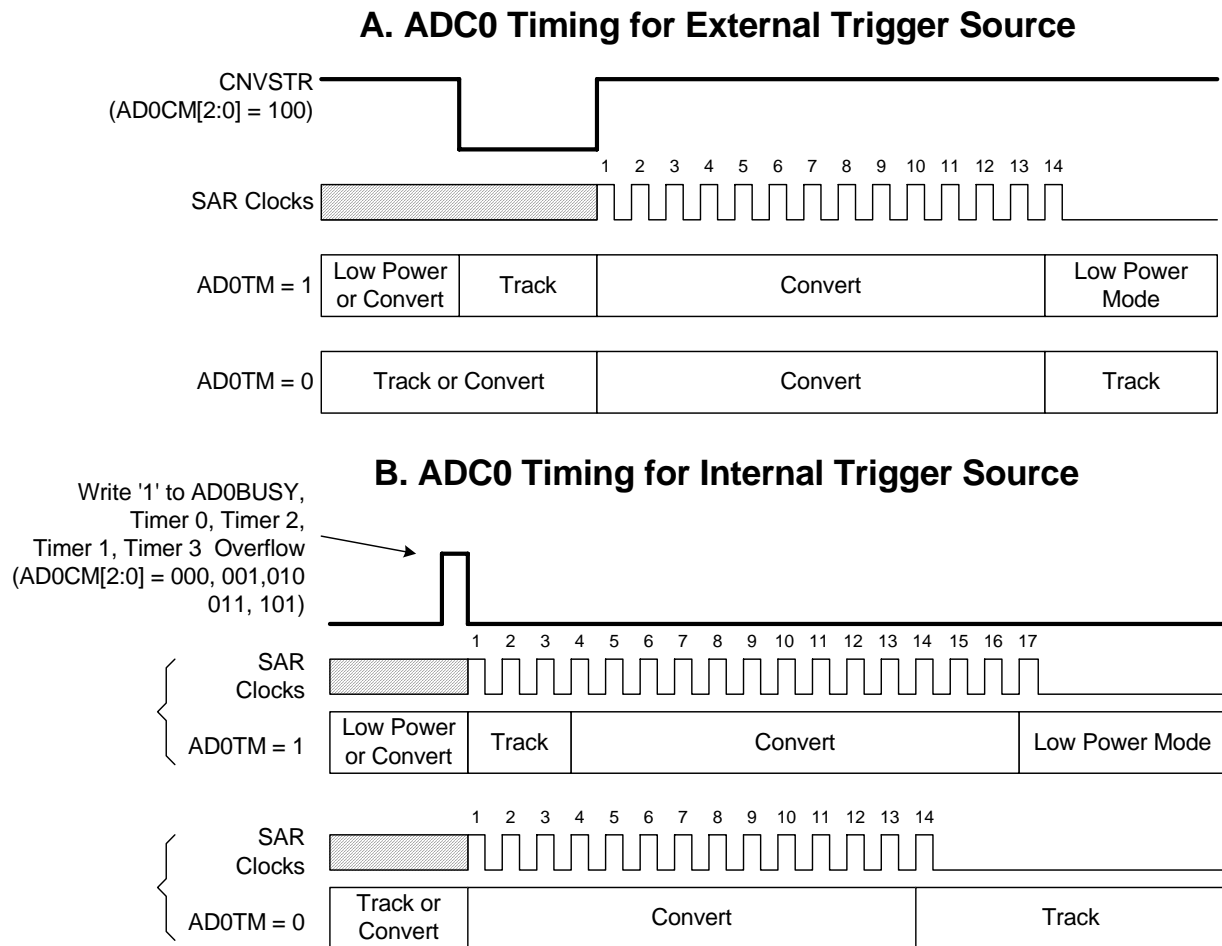 A. ADC0 Timing for External Trigger Source
CNVSTR
(AD0CM[2:0] = 100)
1 2 3 4 5 6 7 8 9 10 11 12 13 14
SAR Clocks
AD0TM = 1
Low Power
or Convert
Track
Convert
Low Power
Mode
AD0TM = 0
Track or Convert
Convert
Track
B. ADC0 Timing for Internal Trigger Source
Write '1' to AD0BUSY,
Timer 0, Timer 2,
Timer 1, Timer 3 Overflow
(AD0CM[2:0] = 000, 001,010
011, 101)
1 2 3 4 5 6 7 8 9 10 11 12 13 14 15 16 17
SAR
Clocks
AD0TM = 1
Low Power
or Convert
Track
Convert
Low Power Mode
1 2 3 4 5 6 7 8 9 10 11 12 13 14
SAR
Clocks
AD0TM = 0
Track or
Convert
Convert
Track